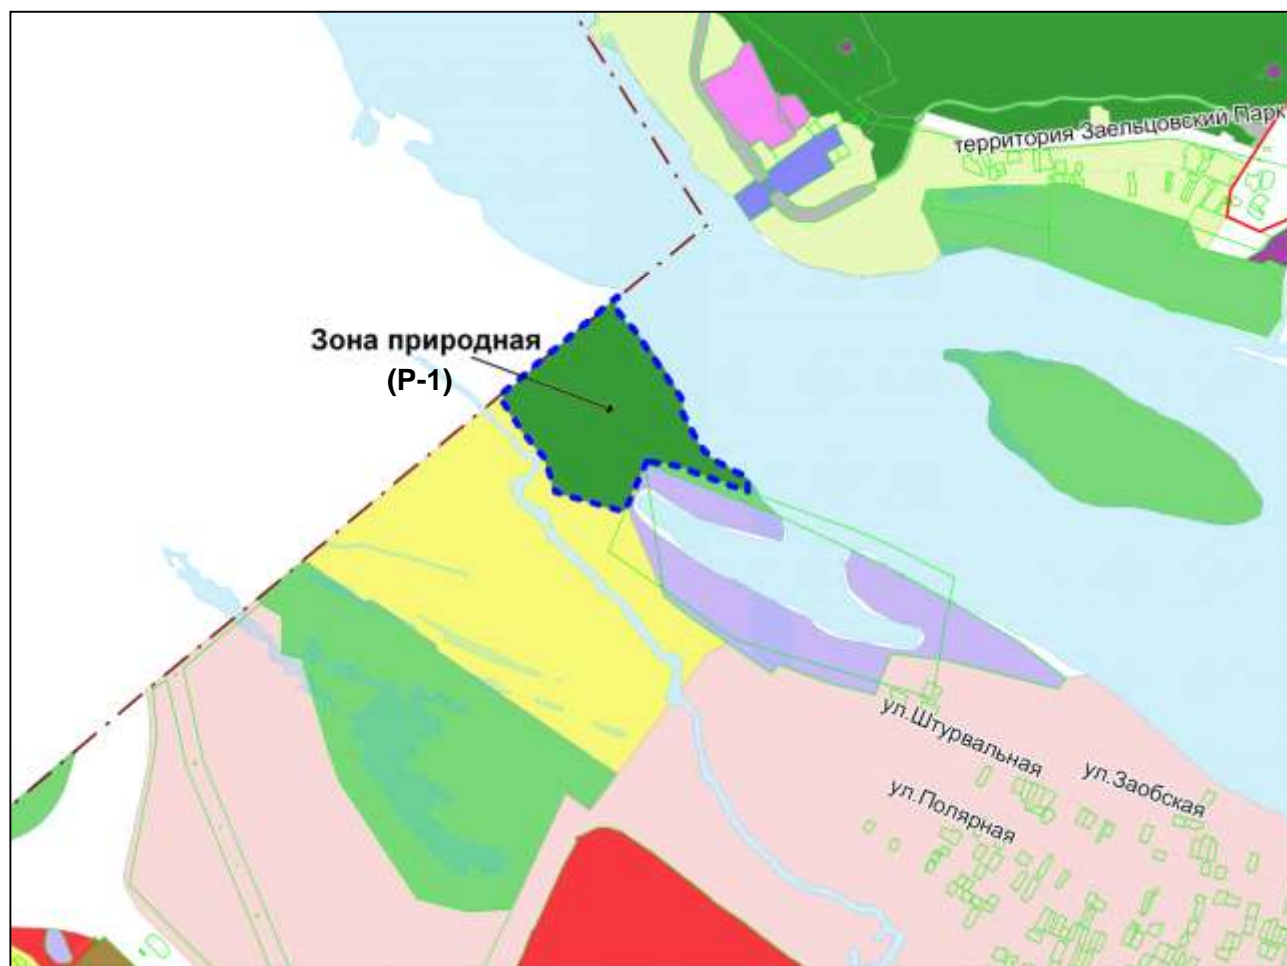 территория Заельцовский Парк
Зона природная
(Р-1)
ул.Штурвальная
ул.Заобская
ул.Полярная